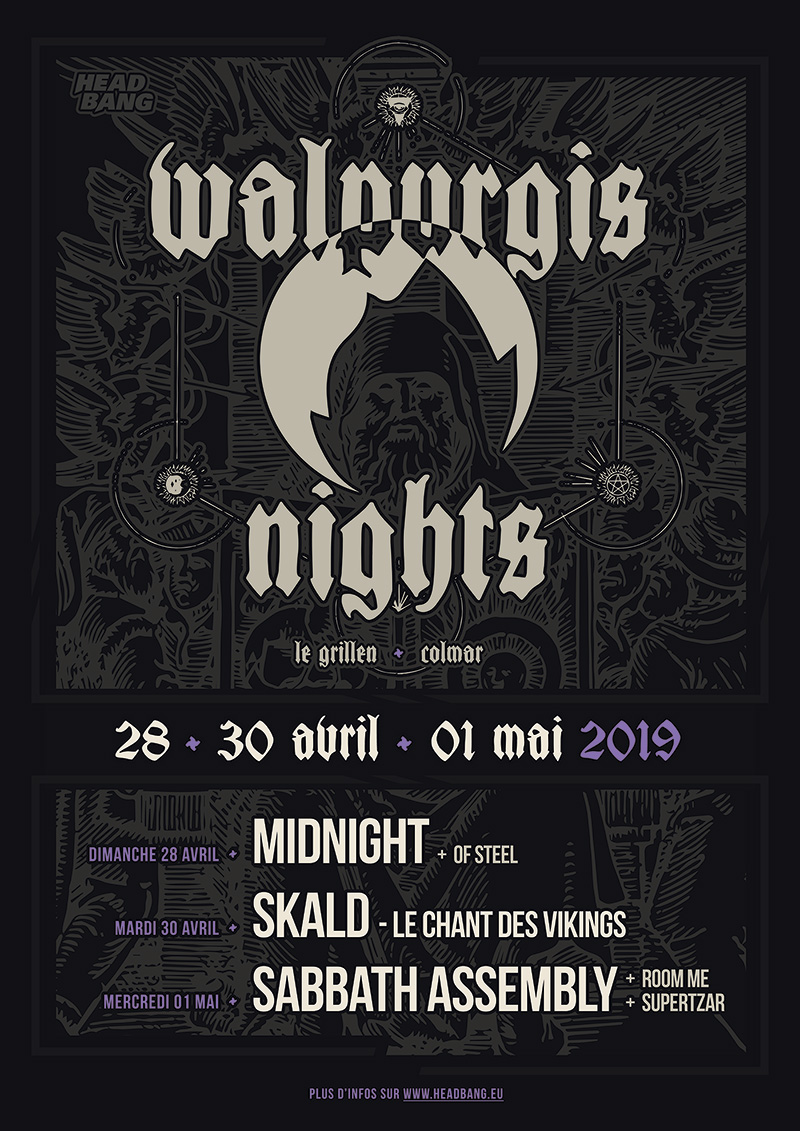 HEAD
BANG
walpurgis
nights
le grillen + colmar
28 + 30 avril + 01 mai 2019
DIMANCHE 28 AVRIL + MIDNIGHT + OF STEEL
MARDI 30 AVRIL + SKALD - LE CHANT DES VIKINGS
MERCREDI 01 MAI + SABBATH ASSEMBLY + ROOM ME
+ SUPERTZAR
PLUS D'INFOS SUR WWW.HEADBANG.EU